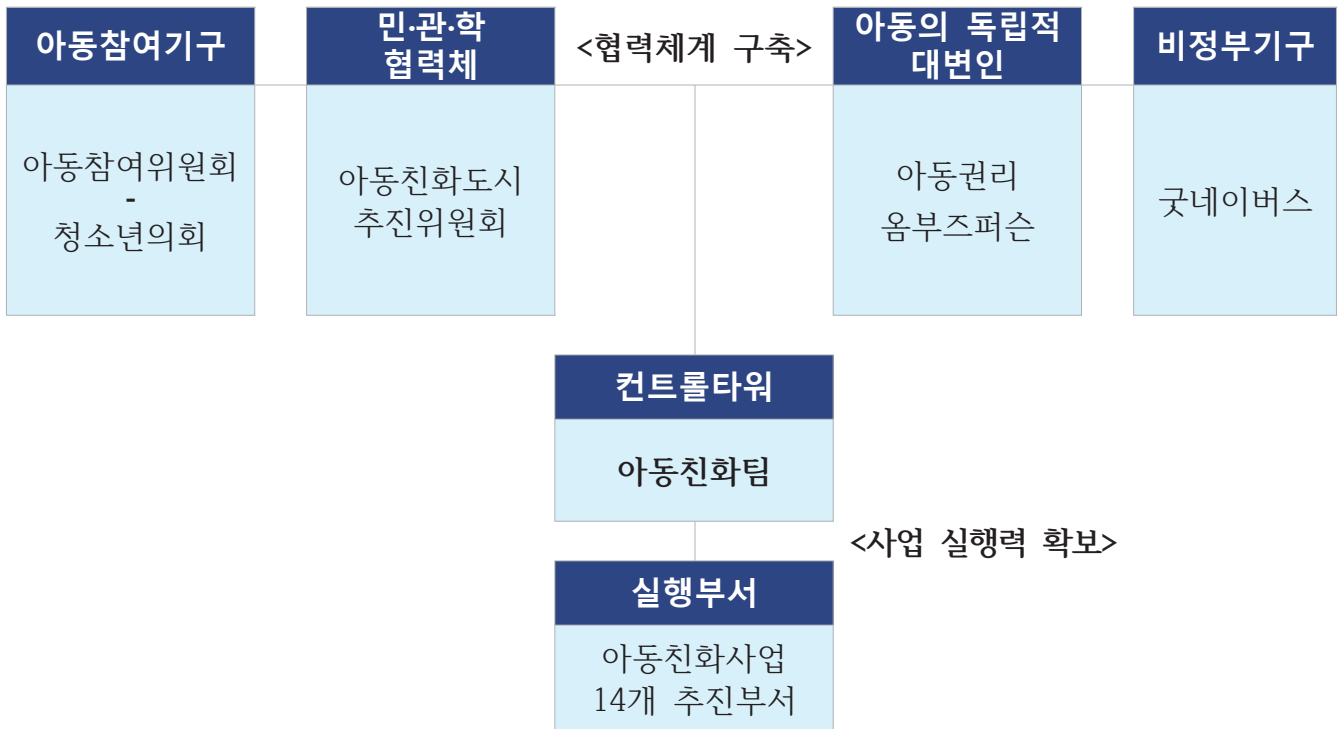 아동참여기구
민·관·학
협력체
<협력체계 구축>
아동의 독립적
대변인
비정부기구
아동참여위원회
-
청소년의회
아동친화도시
추진위원회
아동권리
옴부즈퍼슨
굿네이버스
컨트롤타워
아동친화팀
<사업 실행력 확보>
실행부서
아동친화사업
14개 추진부서